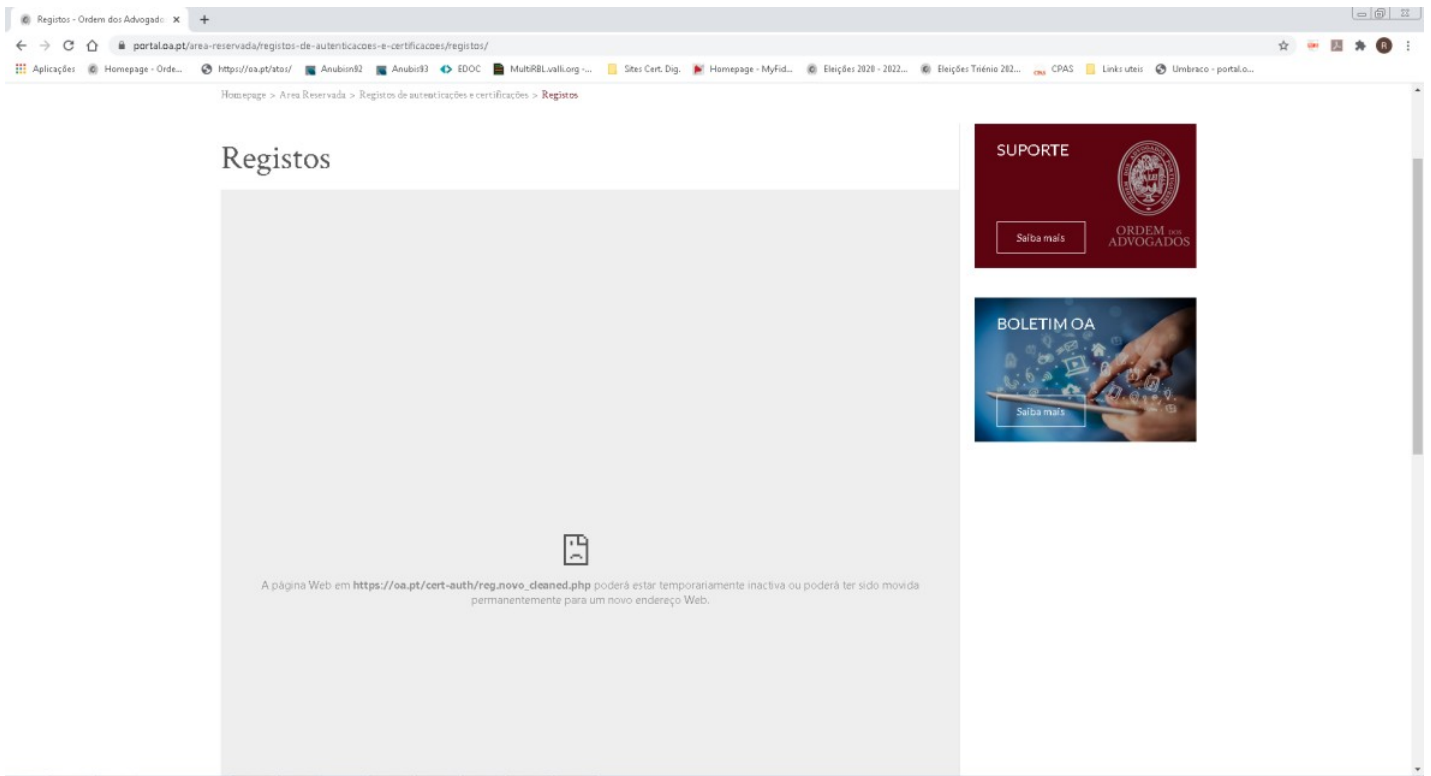 Registos - Ordem dos Advogado
portal.oa.pt/area-reservada/registos-de-autenticacoes-e-certificacoes/registos/
Aplicações Homepage - Orde... https://oa.pt/atos/ Anubisn92 Anubis93 EDOC MultiRBL.valli.org -... Sites Cert. Dig. Homepage - MyFid... Eleições 2020 - 2022... Eleições Triénio 202... CPAS Links uteis Umbraco - portal.o...
Homepage > Area Reservada > Registos de autenticações e certificações > Registos
Registos
A página Web em https://oa.pt/cert-auth/reg.novo_cleaned.php poderá estar temporariamente inactiva ou poderá ter sido movida
permanentemente para um novo endereço Web.
SUPORTE
Saiba mais
ORDEM DOS
ADVOGADOS
BOLETIM OA
Saiba mais